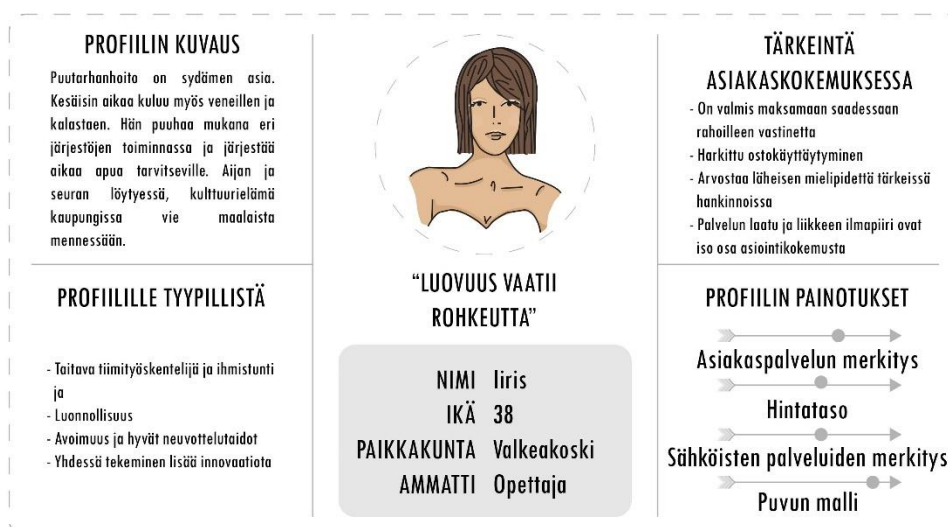 PROFIILIN KUVAUS
Puutarhanhoito on sydämen asia.
Kesäisin aikaa kuluu myös veneillen ja
kalastaen. Hän puuhaa mukana eri
järjestöjen toiminnassa ja järjestää
aikaa apua tarvitseville. Aijan ja
seuran löytyessä, kulttuurielämä
kaupungissa vie maalaista
mennessään.
PROFIILILLE TYYPILLISTÄ
- Taitava tiimityöskentelijä ja ihmistunti
ja
- Luonnollisuus
- Avoimuus ja hyvät neuvottelutaidot
- Yhdessä tekeminen lisää innovaatiota
“LUOVUUS VAATII
ROHKEUTTA”
NIMI Iiris
IKÄ 38
PAIKKAKUNTA Valkeakoski
AMMATTI Opettaja
TÄRKEINTÄ
ASIAKASKOKEMUKSESSA
- On valmis maksamaan saadessaan
rahoilleen vastinetta
- Harkittu ostokäyttäytyminen
- Arvostaa läheisen mielipidettä tärkeissä
hankinnoissa
- Palvelun laatu ja liikkeen ilmapiiri ovat
iso osa asiointikokemusta
PROFIILIN PAINOTUKSET
Asiakaspalvelun merkitys
Hintataso
Sähköisten palveluiden merkitys
Puvun malli